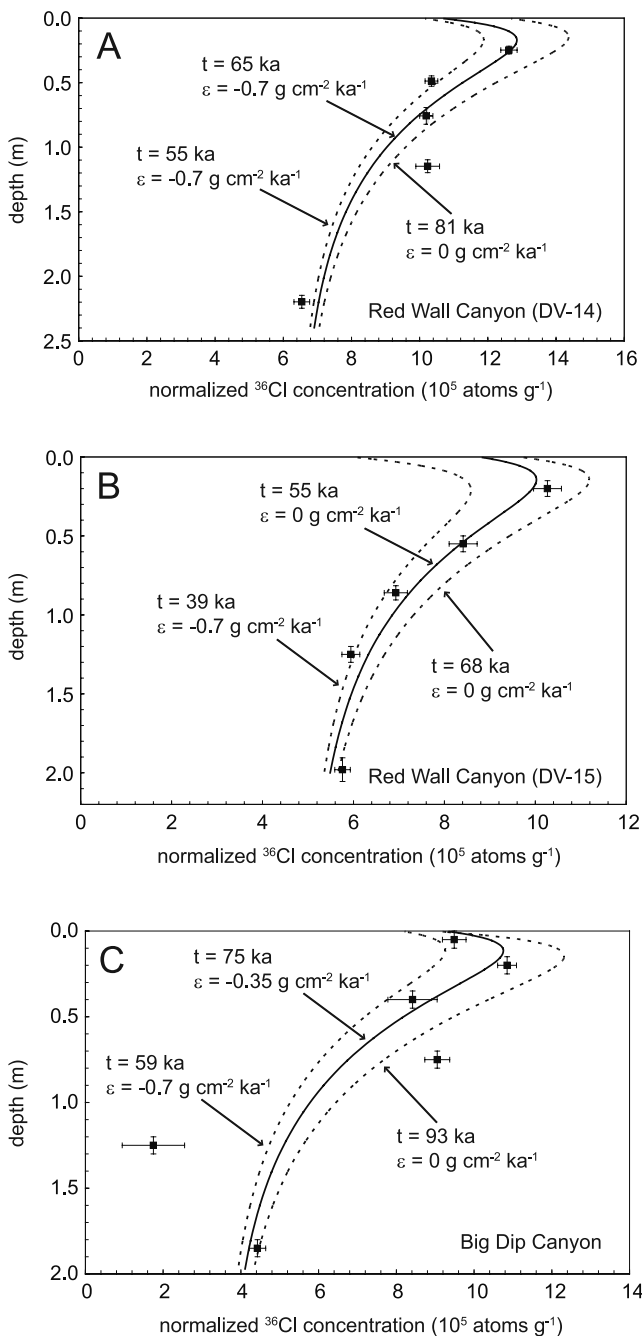 A
0.0
0.5
1.0
1.5
2.0
2.5
depth (m)
t = 65 ka
ε = -0.7 g cm⁻² ka⁻¹
t = 55 ka
ε = -0.7 g cm⁻² ka⁻¹
t = 81 ka
ε = 0 g cm⁻² ka⁻¹
Red Wall Canyon (DV-14)
0 2 4 6 8 10 12 14 16
normalized ³⁶Cl concentration (10⁵ atoms g⁻¹)
B
0.0
0.5
1.0
1.5
2.0
depth (m)
t = 55 ka
ε = 0 g cm⁻² ka⁻¹
t = 39 ka
ε = -0.7 g cm⁻² ka⁻¹
t = 68 ka
ε = 0 g cm⁻² ka⁻¹
Red Wall Canyon (DV-15)
0 2 4 6 8 10 12
normalized ³⁶Cl concentration (10⁵ atoms g⁻¹)
C
0.0
0.5
1.0
1.5
2.0
depth (m)
t = 75 ka
ε = -0.35 g cm⁻² ka⁻¹
t = 59 ka
ε = -0.7 g cm⁻² ka⁻¹
t = 93 ka
ε = 0 g cm⁻² ka⁻¹
Big Dip Canyon
0 2 4 6 8 10 12 14
normalized ³⁶Cl concentration (10⁵ atoms g⁻¹)